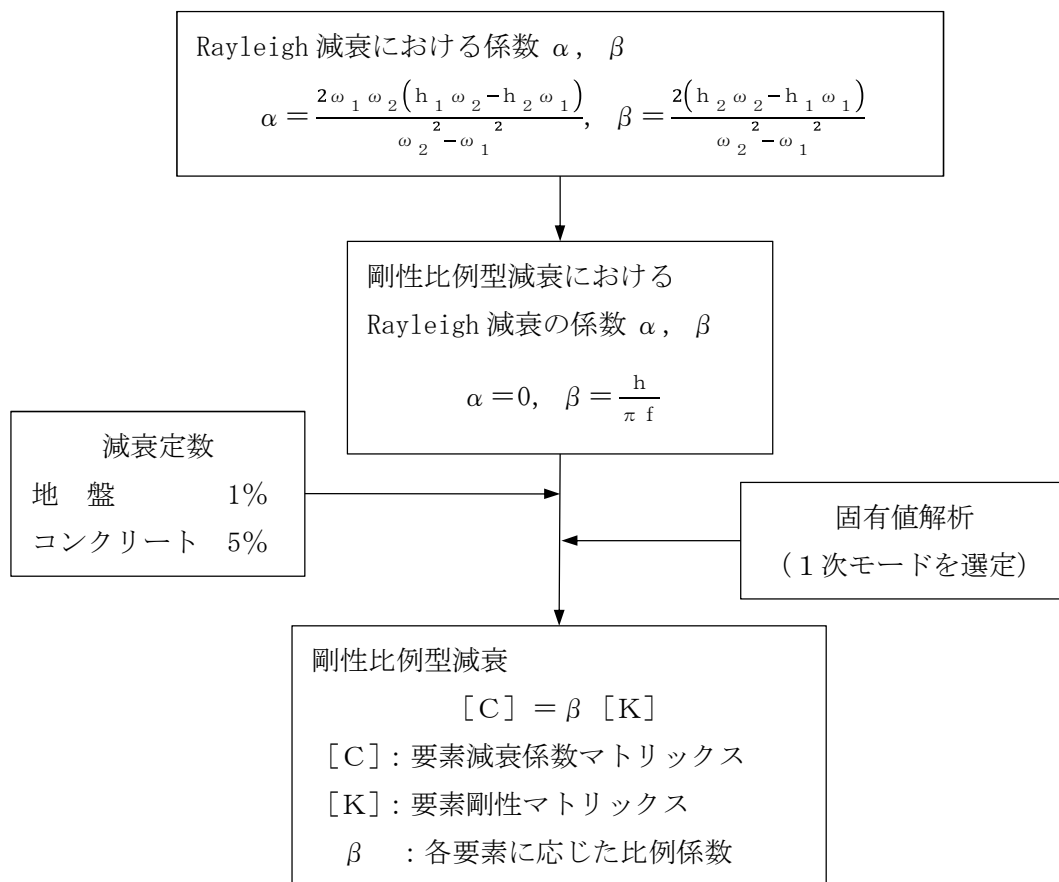 Rayleigh 減衰における係数 α, β
α＝2ω₁ω₂(h₁ω₂−h₂ω₁)/(ω₂²−ω₁²), β＝2(h₂ω₂−h₁ω₁)/(ω₂²−ω₁²)
剛性比例型減衰における
Rayleigh 減衰の係数 α, β
α＝0, β＝h/(πf)
減衰定数
地　盤　1%
コンクリート　5%
固有値解析
（１次モードを選定）
剛性比例型減衰
［C］＝β［K］
［C］：要素減衰係数マトリックス
［K］：要素剛性マトリックス
β　：各要素に応じた比例係数